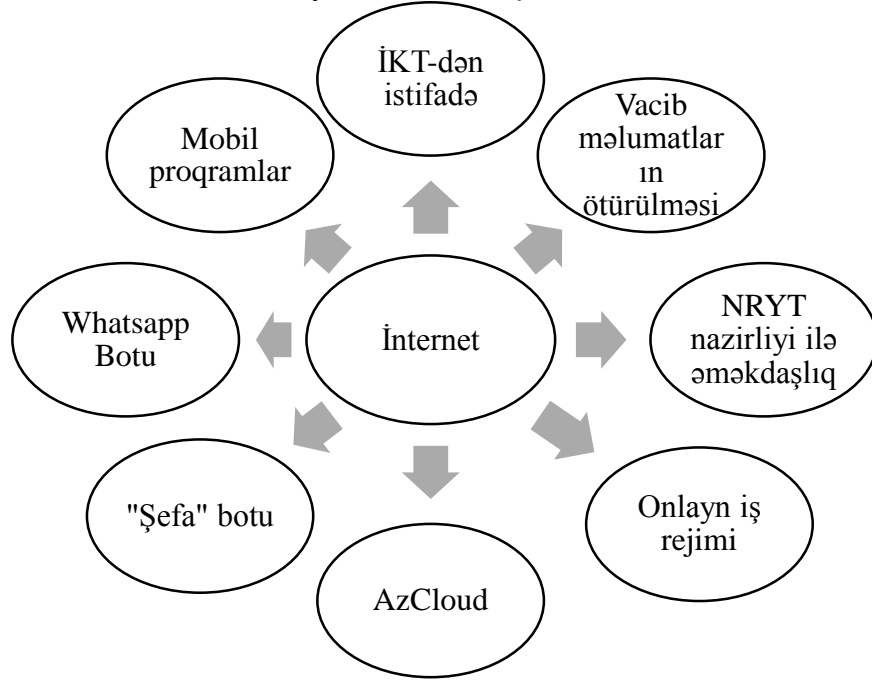 İKT-dən
istifadə
Vacib
məlumatlar
ın
ötürülməsi
NRYT
nazirliyi ilə
əməkdaşlıq
Onlayn iş
rejimi
AzCloud
"Şefa" botu
Whatsapp
Botu
Mobil
proqramlar
İnternet